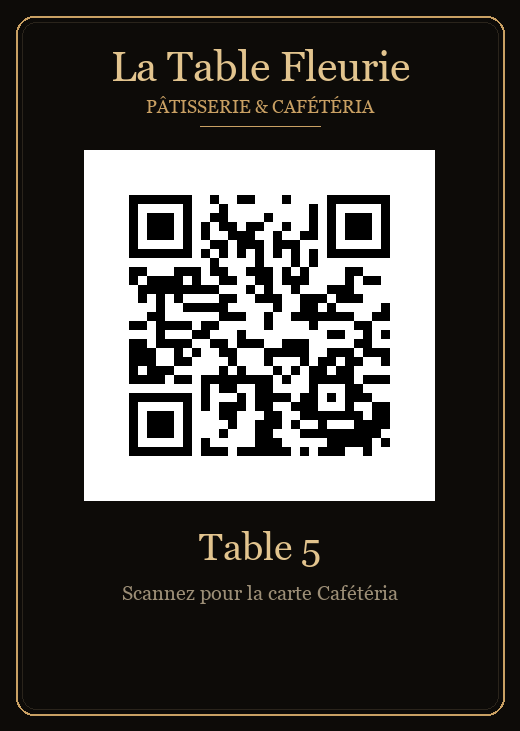 La Table Fleurie
PÂTISSERIE & CAFÉTÉRIA
Table 5
Scannez pour la carte Cafétéria